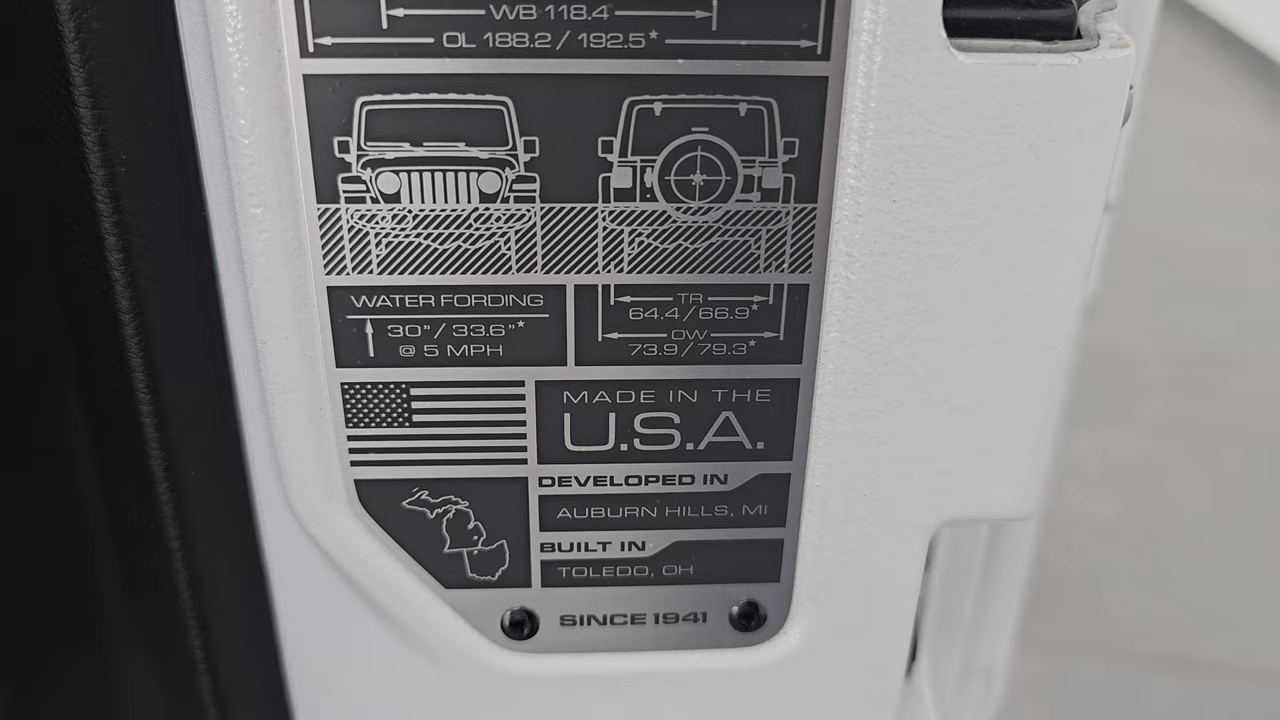 WB 118.4
OL 188.2 / 192.5*
WATER FORDING
30” / 33.6”*
@ 5 MPH
TR
64.4 / 66.9*
OW
73.9 / 79.3*
MADE IN THE
U.S.A.
DEVELOPED IN
AUBURN HILLS, MI
BUILT IN
TOLEDO, OH
SINCE 1941